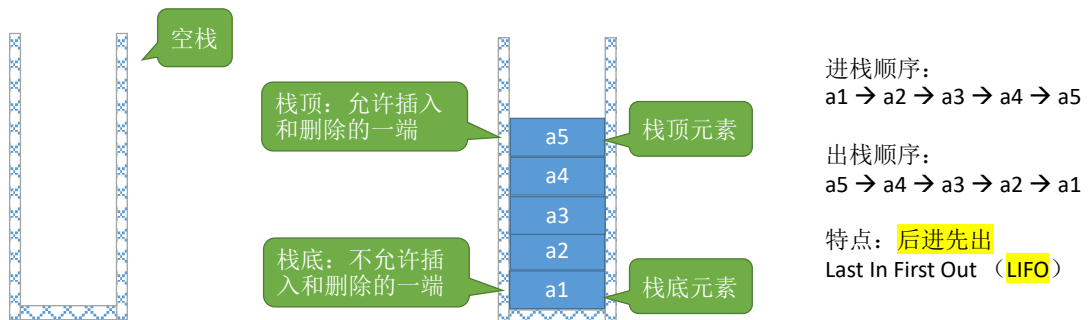 空栈
栈顶：允许插入
和删除的一端
栈底：不允许插
入和删除的一端
a5
a4
a3
a2
a1
栈顶元素
栈底元素
进栈顺序：
a1 → a2 → a3 → a4 → a5
出栈顺序：
a5 → a4 → a3 → a2 → a1
特点：后进先出
Last In First Out （LIFO）